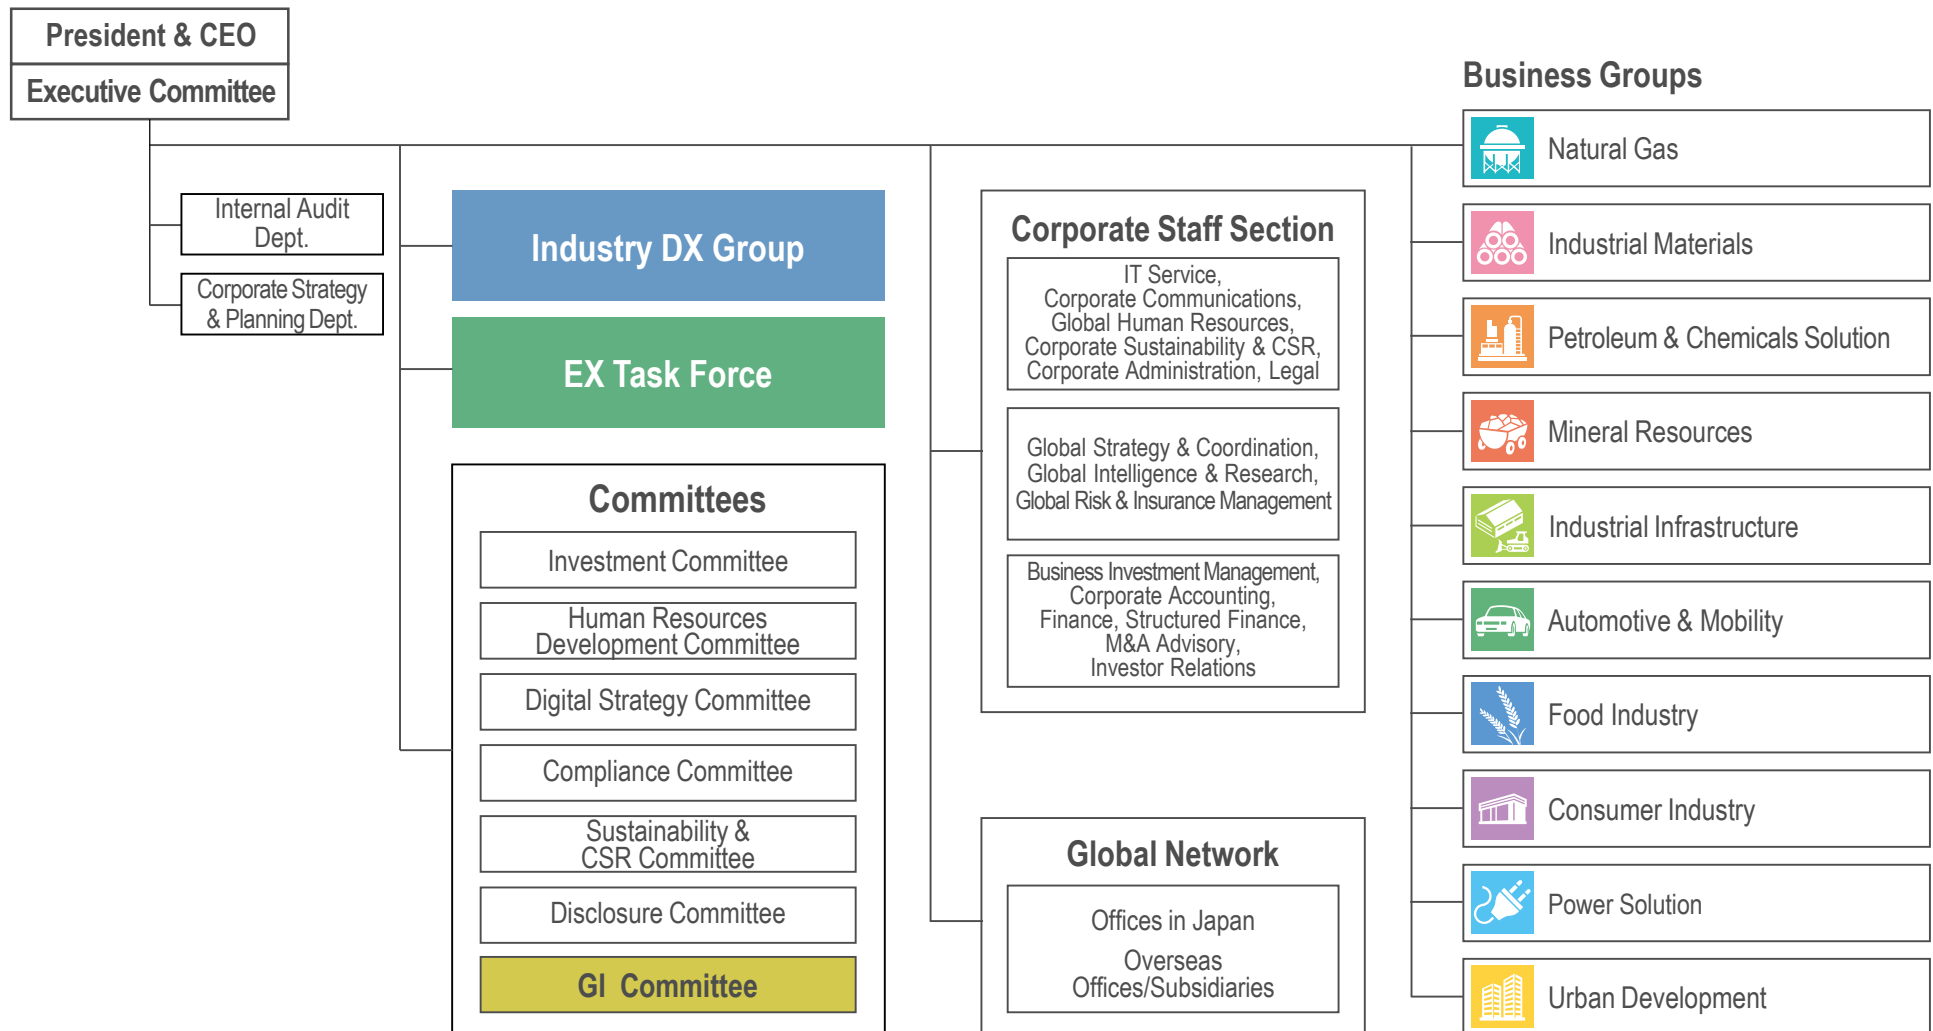 President & CEO
Executive Committee
Internal Audit
Dept.
Corporate Strategy
& Planning Dept.
Industry DX Group
EX Task Force
Committees
Investment Committee
Human Resources
Development Committee
Digital Strategy Committee
Compliance Committee
Sustainability &
CSR Committee
Disclosure Committee
GI Committee
Corporate Staff Section
IT Service,
Corporate Communications,
Global Human Resources,
Corporate Sustainability & CSR,
Corporate Administration, Legal
Global Strategy & Coordination,
Global Intelligence & Research,
Global Risk & Insurance Management
Business Investment Management,
Corporate Accounting,
Finance, Structured Finance,
M&A Advisory,
Investor Relations
Global Network
Offices in Japan
Overseas
Offices/Subsidiaries
Business Groups
Natural Gas
Industrial Materials
Petroleum & Chemicals Solution
Mineral Resources
Industrial Infrastructure
Automotive & Mobility
Food Industry
Consumer Industry
Power Solution
Urban Development